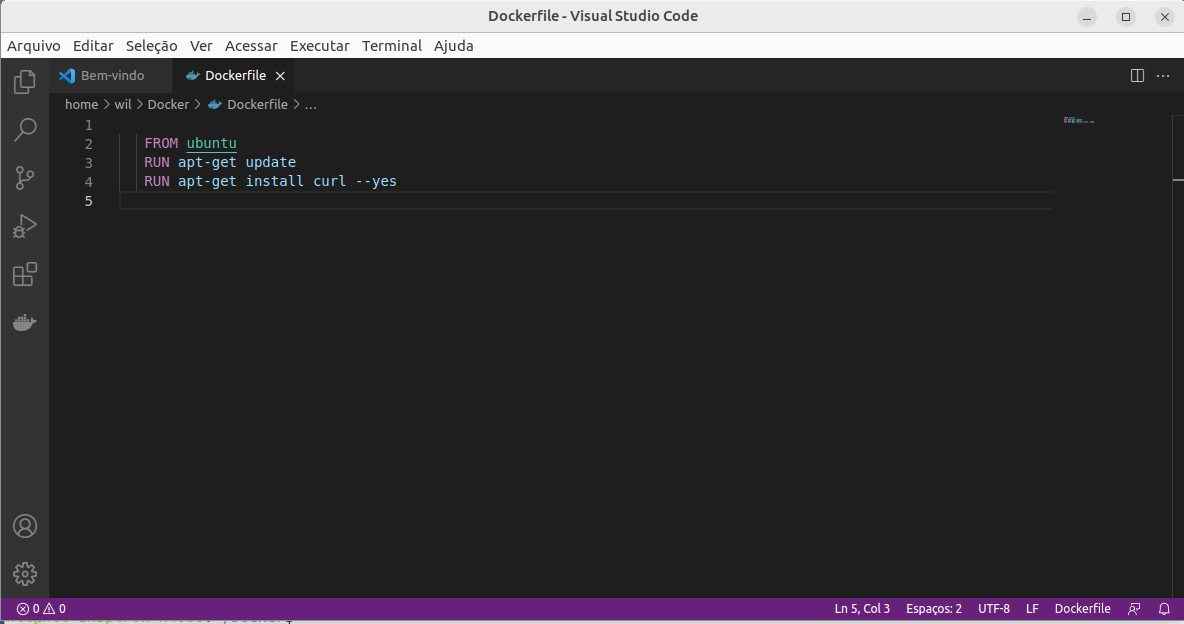 Dockerfile - Visual Studio Code
Arquivo Editar Seleção Ver Acessar Executar Terminal Ajuda
Bem-vindo Dockerfile
home > wil > Docker > Dockerfile > ...
1
2 FROM ubuntu
3 RUN apt-get update
4 RUN apt-get install curl --yes
5
0 0 Ln 5, Col 3 Espaços: 2 UTF-8 LF Dockerfile